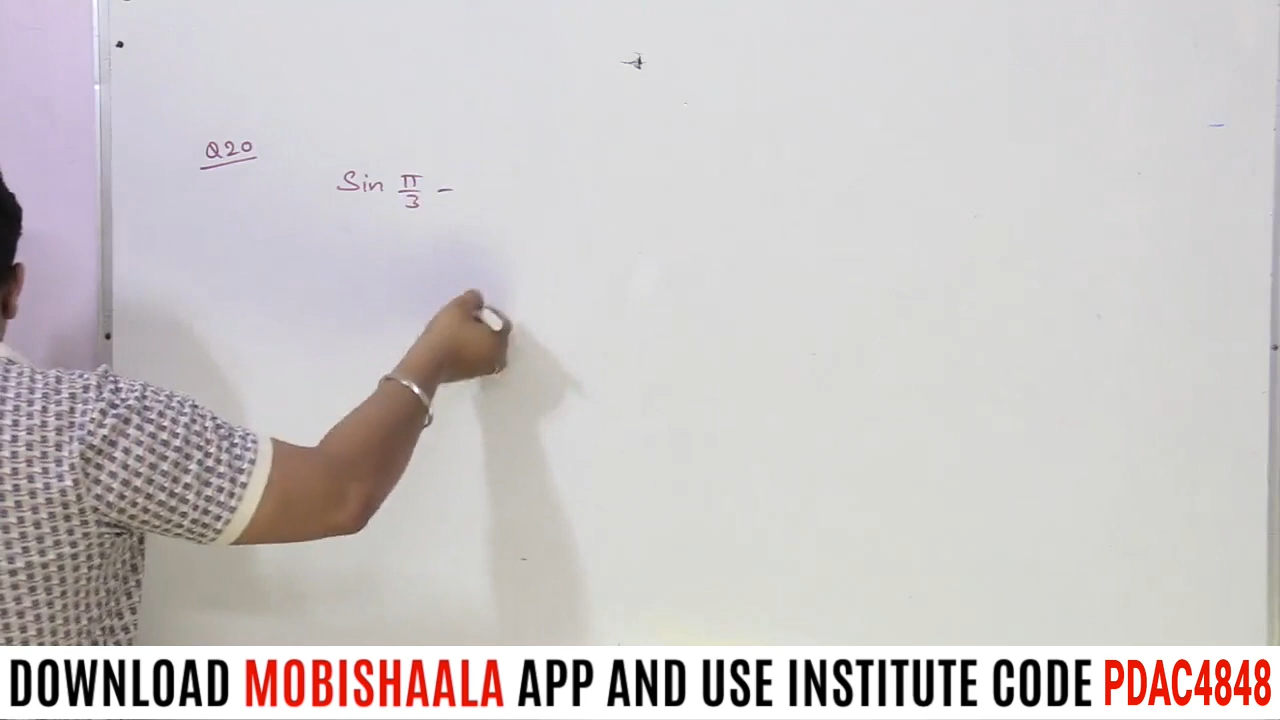 Q20
Sin π/3 -
DOWNLOAD MOBISHAALA APP AND USE INSTITUTE CODE PDAC4848